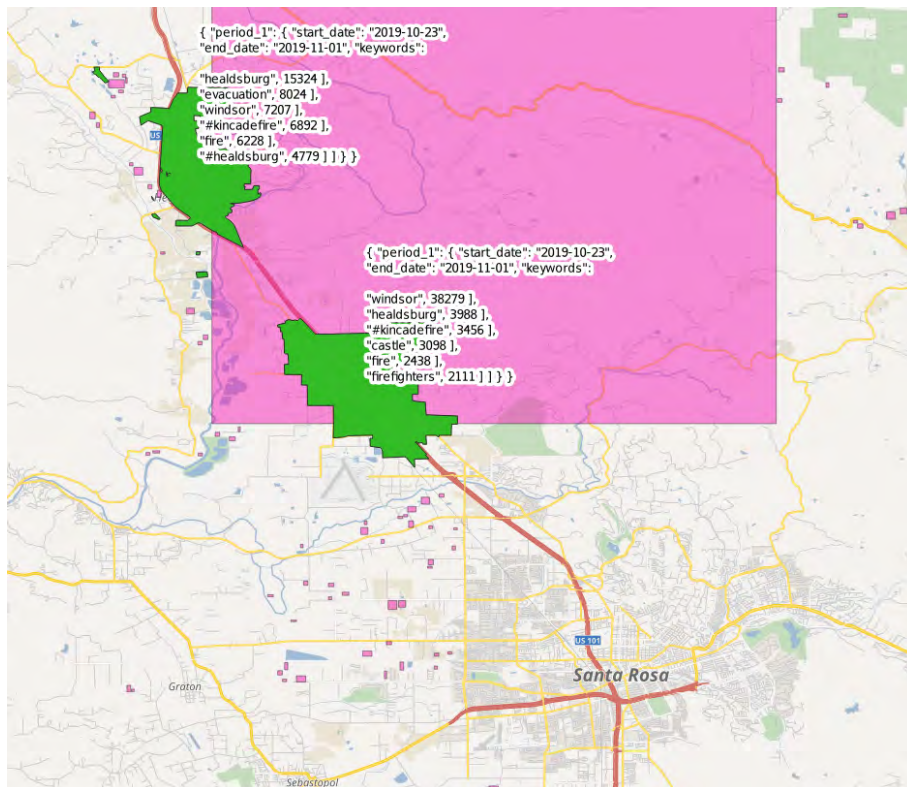 { "period_1": { "start_date": "2019-10-23",
"end_date": "2019-11-01", "keywords":
"healdsburg", 15324 ],
"evacuation", 8024 ],
"windsor", 7207 ],
"#kincadefire", 6892 ],
"fire", 6228 ],
"#healdsburg", 4779 ] ] } }
US
{ "period_1": { "start_date": "2019-10-23",
"end_date": "2019-11-01", "keywords":
"windsor", 38279 ],
"healdsburg", 3988 ],
"#kincadefire", 3456 ],
"castle", 3098 ],
"fire", 2438 ],
"firefighters", 2111 ] ] } }
US 101
Santa Rosa
Graton
Sebastopol